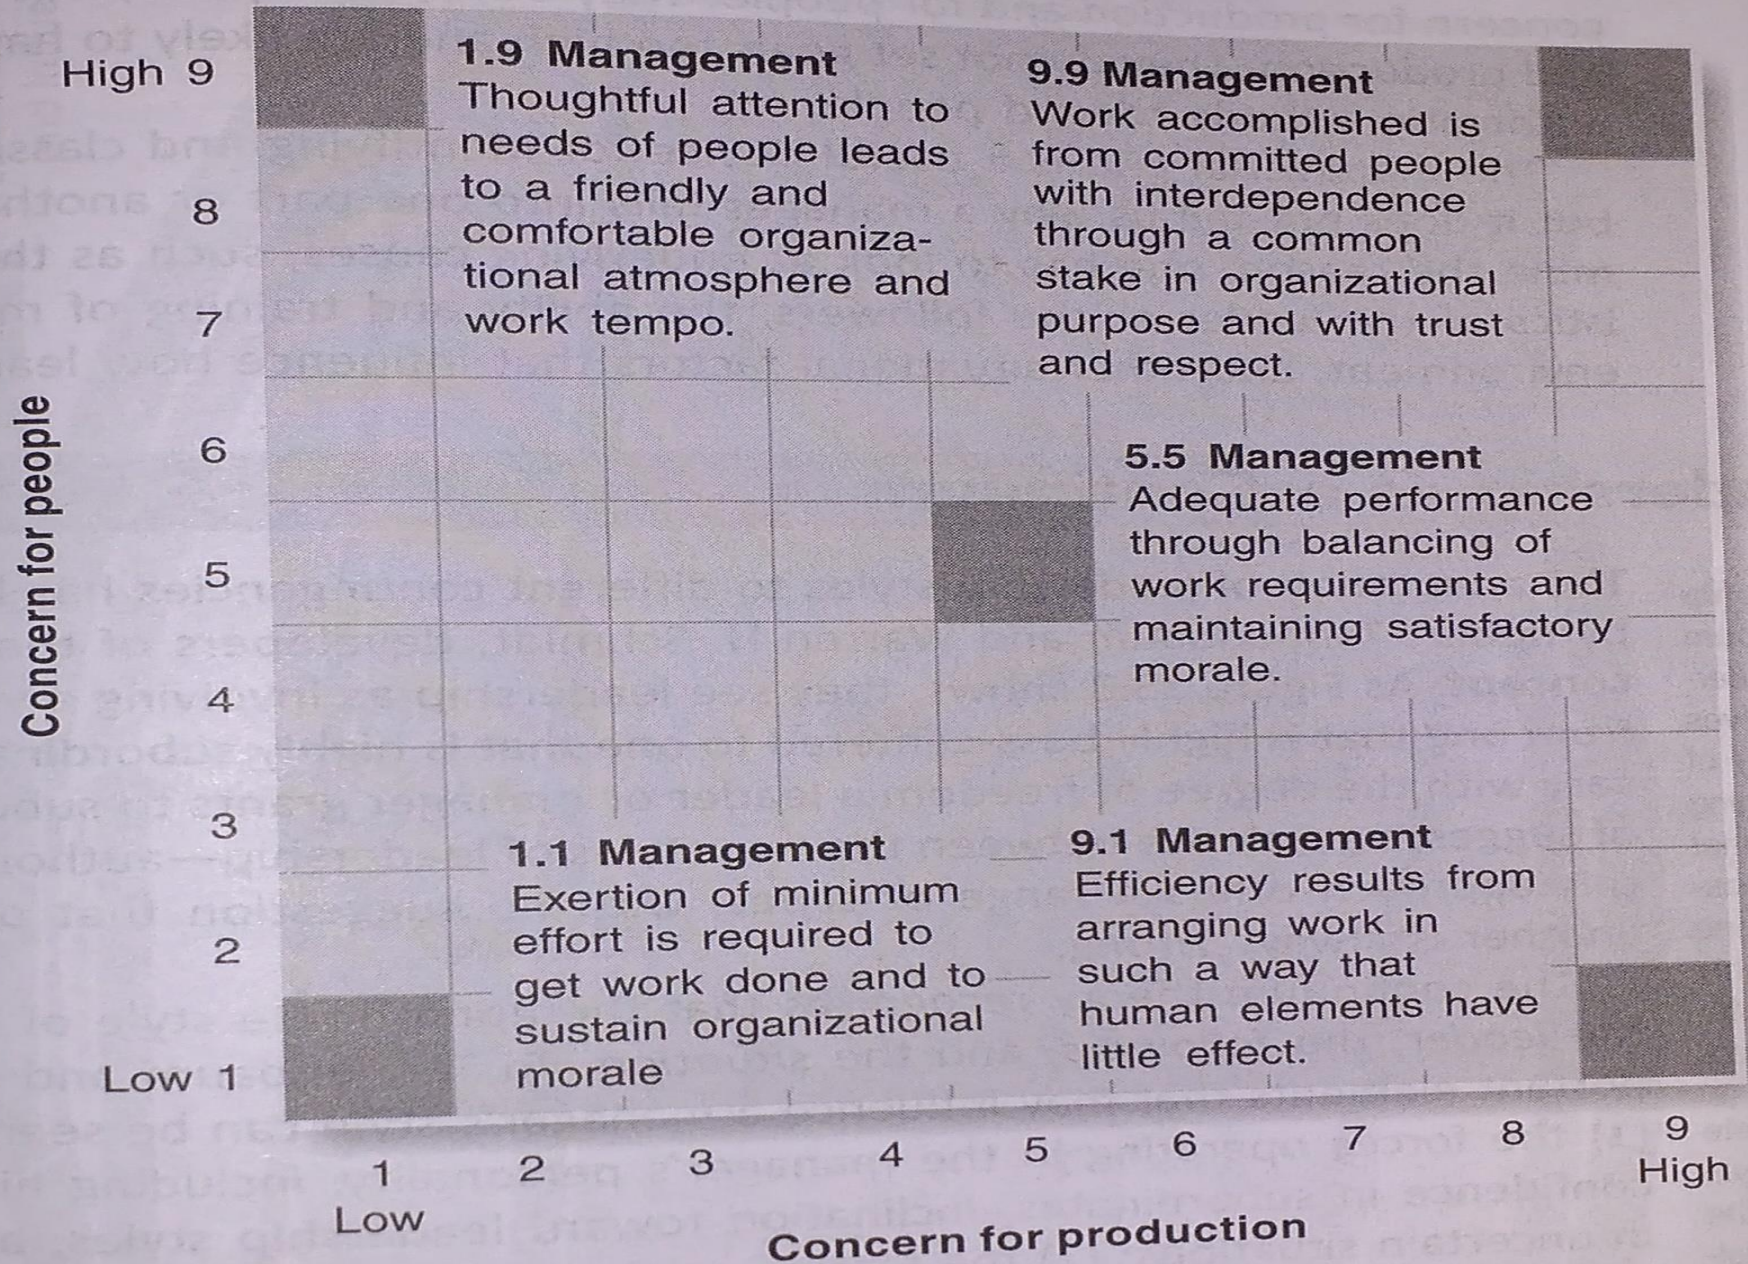 High 9
8
7
6
5
4
3
2
Low 1
Concern for people
1.9 Management
Thoughtful attention to
needs of people leads
to a friendly and
comfortable organiza-
tional atmosphere and
work tempo.
9.9 Management
Work accomplished is
from committed people
with interdependence
through a common
stake in organizational
purpose and with trust
and respect.
5.5 Management
Adequate performance
through balancing of
work requirements and
maintaining satisfactory
morale.
1.1 Management
Exertion of minimum
effort is required to
get work done and to
sustain organizational
morale
9.1 Management
Efficiency results from
arranging work in
such a way that
human elements have
little effect.
1 2 3 4 5 6 7 8 9
Low High
Concern for production